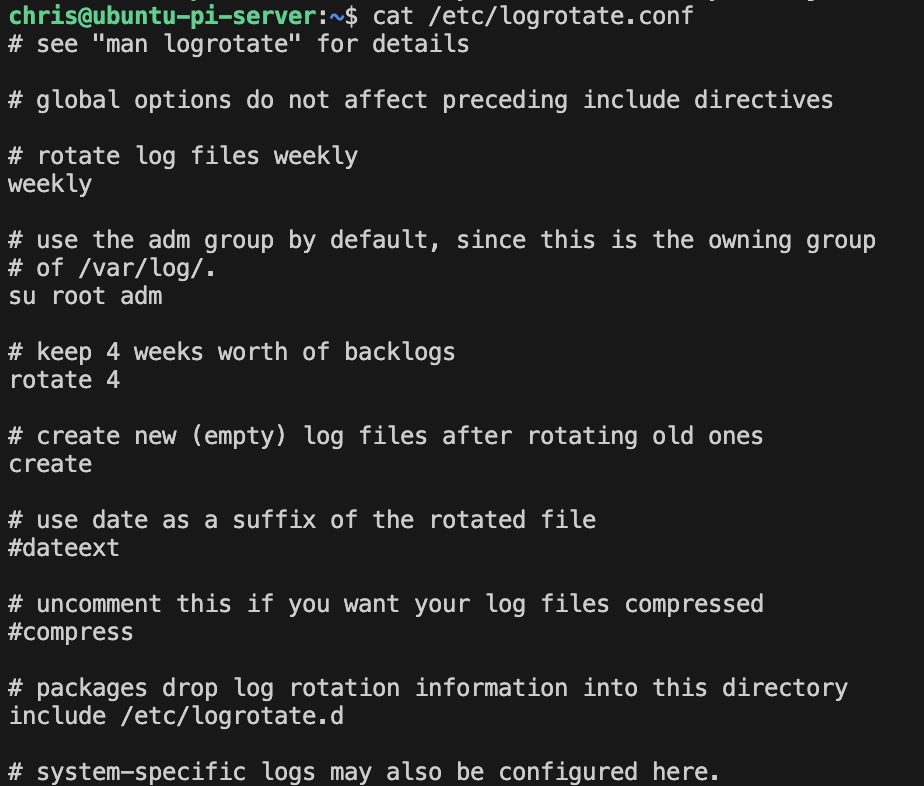 chris@ubuntu-pi-server:~$ cat /etc/logrotate.conf
# see "man logrotate" for details
# global options do not affect preceding include directives
# rotate log files weekly
weekly
# use the adm group by default, since this is the owning group
# of /var/log/.
su root adm
# keep 4 weeks worth of backlogs
rotate 4
# create new (empty) log files after rotating old ones
create
# use date as a suffix of the rotated file
#dateext
# uncomment this if you want your log files compressed
#compress
# packages drop log rotation information into this directory
include /etc/logrotate.d
# system-specific logs may also be configured here.